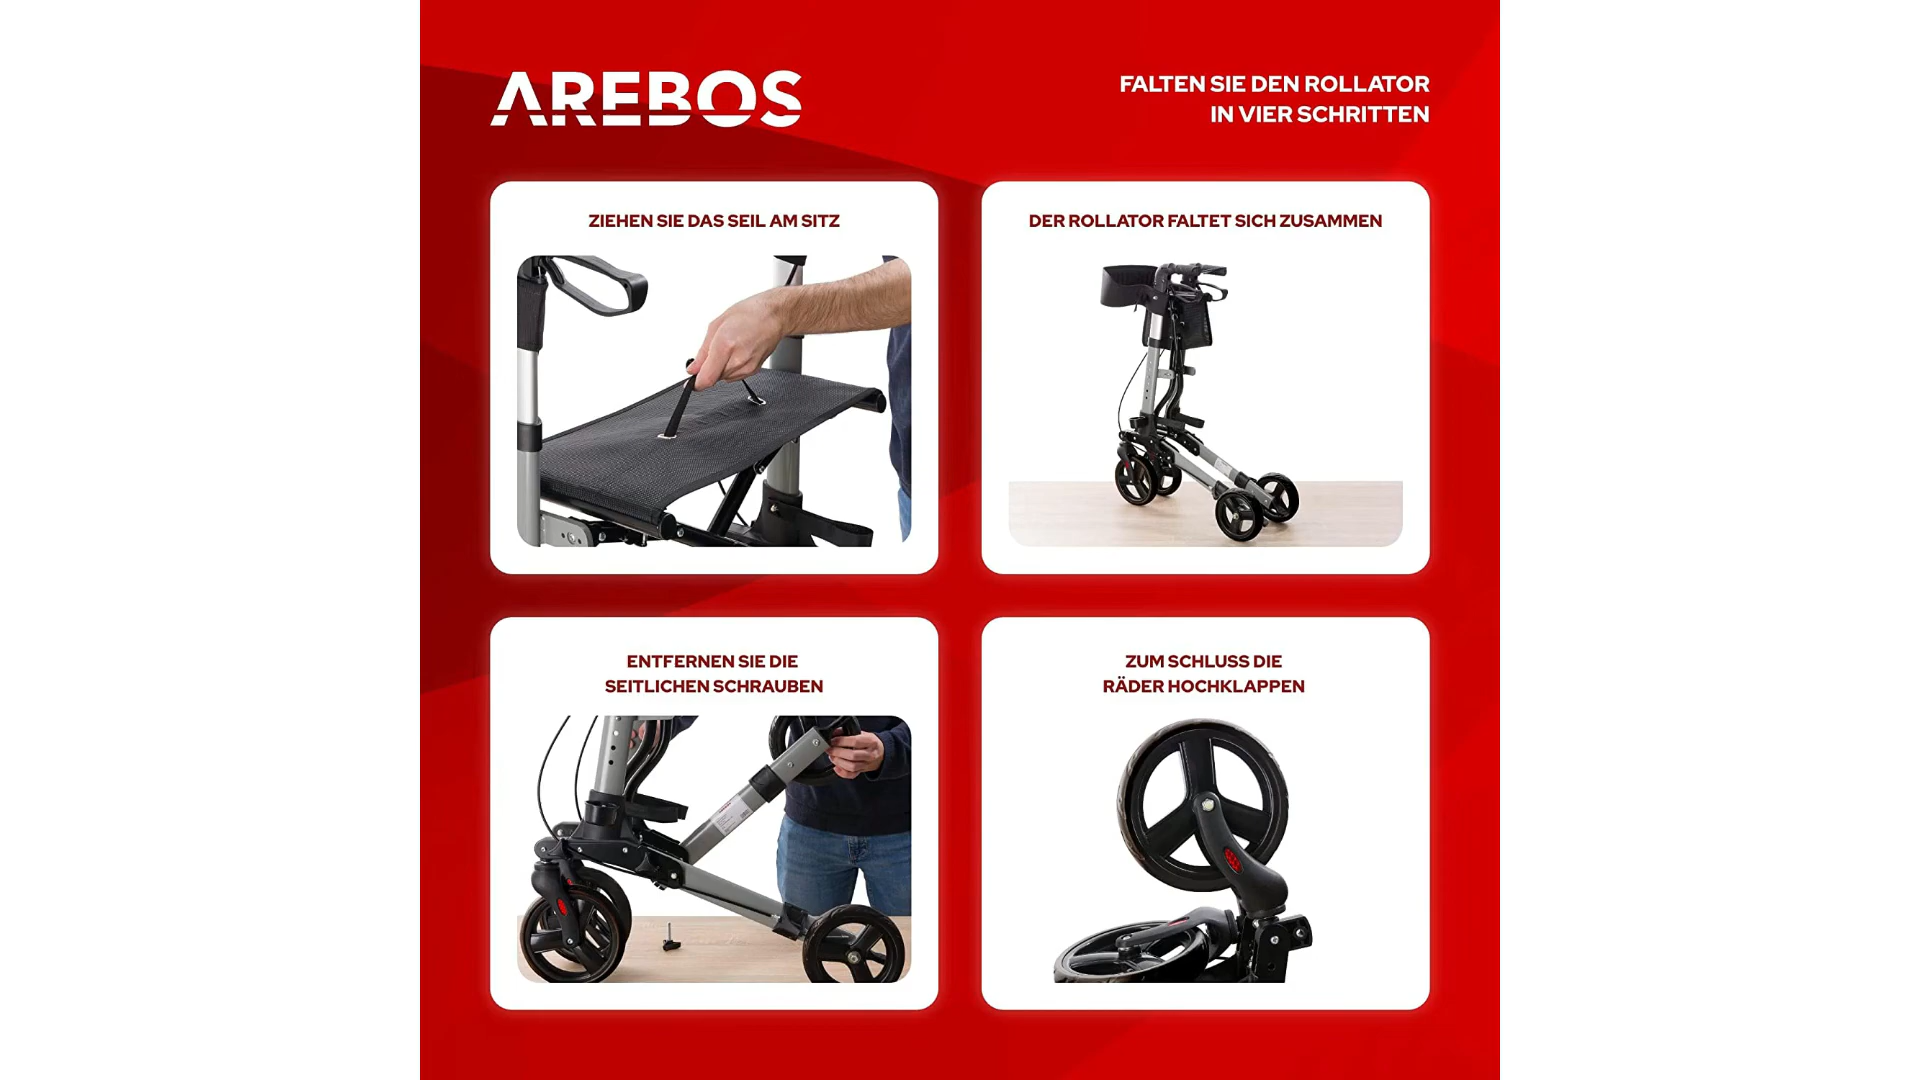 AREBOS
FALTEN SIE DEN ROLLATOR
IN VIER SCHRITTEN
ZIEHEN SIE DAS SEIL AM SITZ
DER ROLLATOR FALTET SICH ZUSAMMEN
ENTFERNEN SIE DIE
SEITLICHEN SCHRAUBEN
ZUM SCHLUSS DIE
RÄDER HOCHKLAPPEN